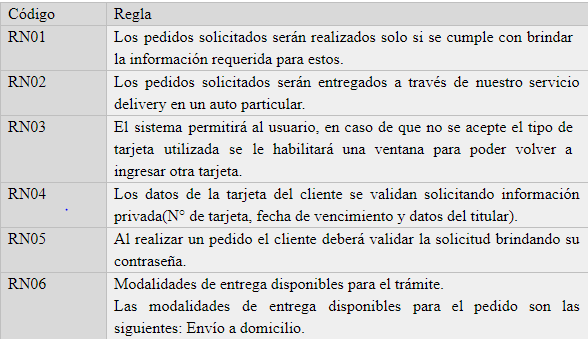 Código Regla
RN01 Los pedidos solicitados serán realizados solo si se cumple con brindar
la información requerida para estos.
RN02 Los pedidos solicitados serán entregados a través de nuestro servicio
delivery en un auto particular.
RN03 El sistema permitirá al usuario, en caso de que no se acepte el tipo de
tarjeta utilizada se le habilitará una ventana para poder volver a
ingresar otra tarjeta.
RN04 Los datos de la tarjeta del cliente se validan solicitando información
privada(N° de tarjeta, fecha de vencimiento y datos del titular).
RN05 Al realizar un pedido el cliente deberá validar la solicitud brindando su
contraseña.
RN06 Modalidades de entrega disponibles para el trámite.
Las modalidades de entrega disponibles para el pedido son las
siguientes: Envío a domicilio.